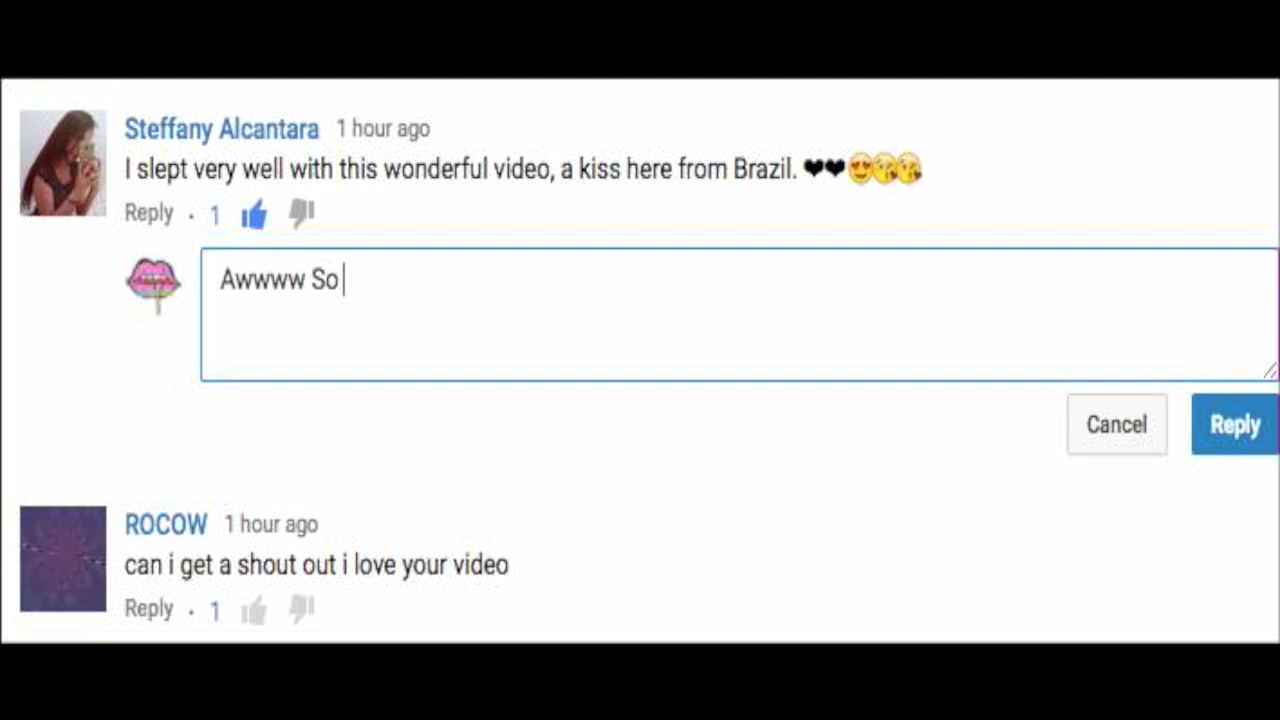 Steffany Alcantara 1 hour ago
I slept very well with this wonderful video, a kiss here from Brazil. ❤❤😍😘😘
Reply . 1
Awwww So
Cancel Reply
ROCOW 1 hour ago
can i get a shout out i love your video
Reply . 1